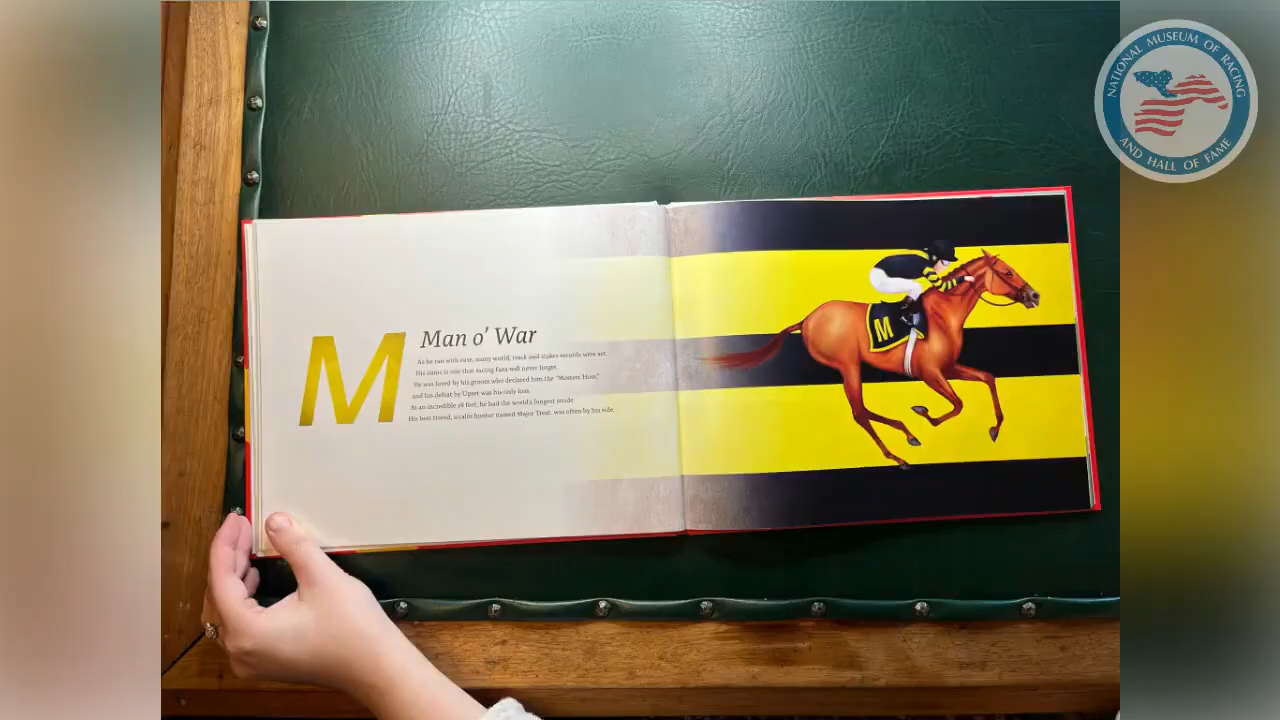 NATIONAL MUSEUM OF RACING
AND HALL OF FAME
M
Man o' War
As he ran with ease, many world, track and stakes records were set.
His name is one that racing fans will never forget.
He was loved by his groom who declared him the "Mostest Hoss,"
and his defeat by Upset was his only loss.
At an incredible 28 feet, he had the world's longest stride
His best friend, a calm hunter named Major Treat, was often by his side.
M